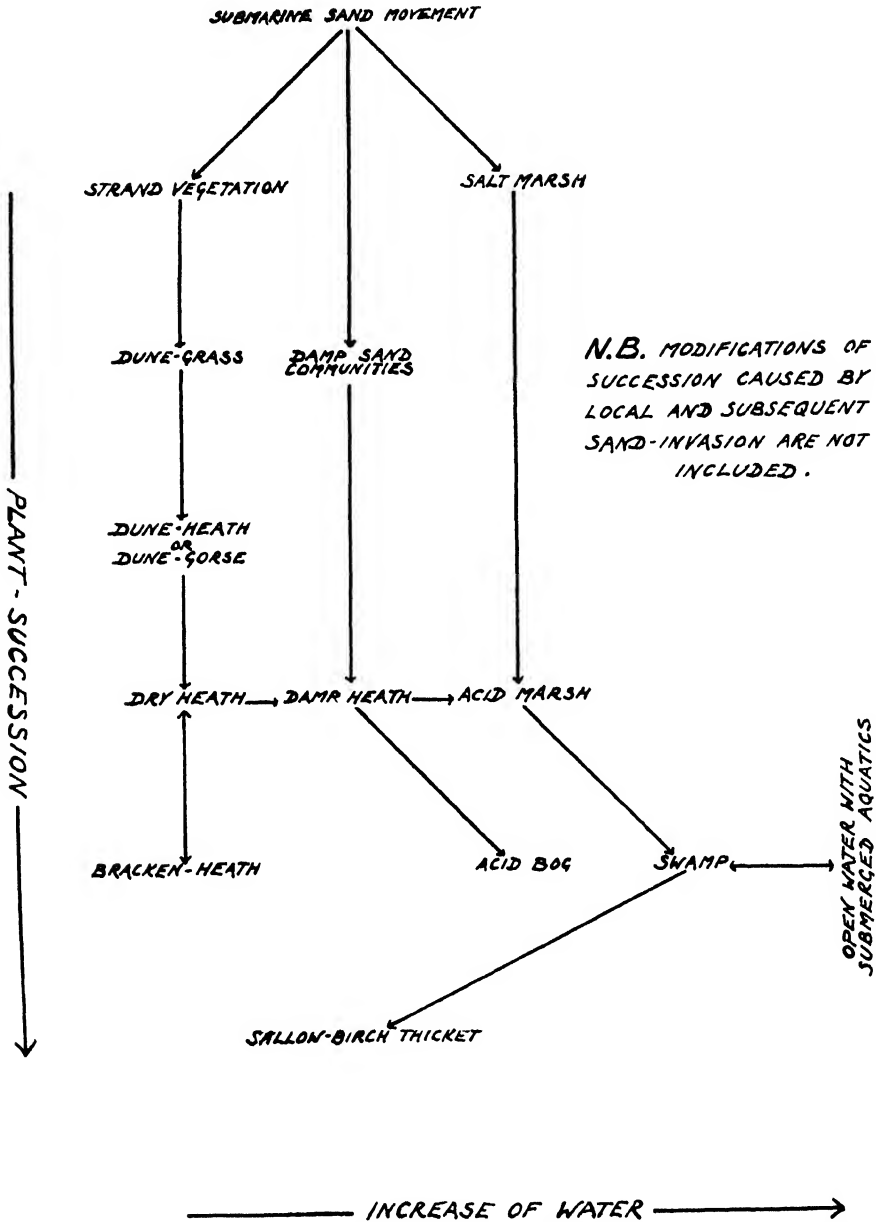 SUBMARINE SAND MOVEMENT
STRAND VEGETATION
SALT MARSH
DUNE-GRASS
DAMP SAND
COMMUNITIES
N.B. MODIFICATIONS OF
SUCCESSION CAUSED BY
LOCAL AND SUBSEQUENT
SAND-INVASION ARE NOT
INCLUDED.
DUNE-HEATH
OR
DUNE-GORSE
PLANT-SUCCESSION
DRY HEATH
DAMP HEATH
ACID MARSH
BRACKEN-HEATH
ACID BOG
SWAMP
OPEN WATER WITH
SUBMERGED AQUATICS
SALLOW-BIRCH THICKET
INCREASE OF WATER